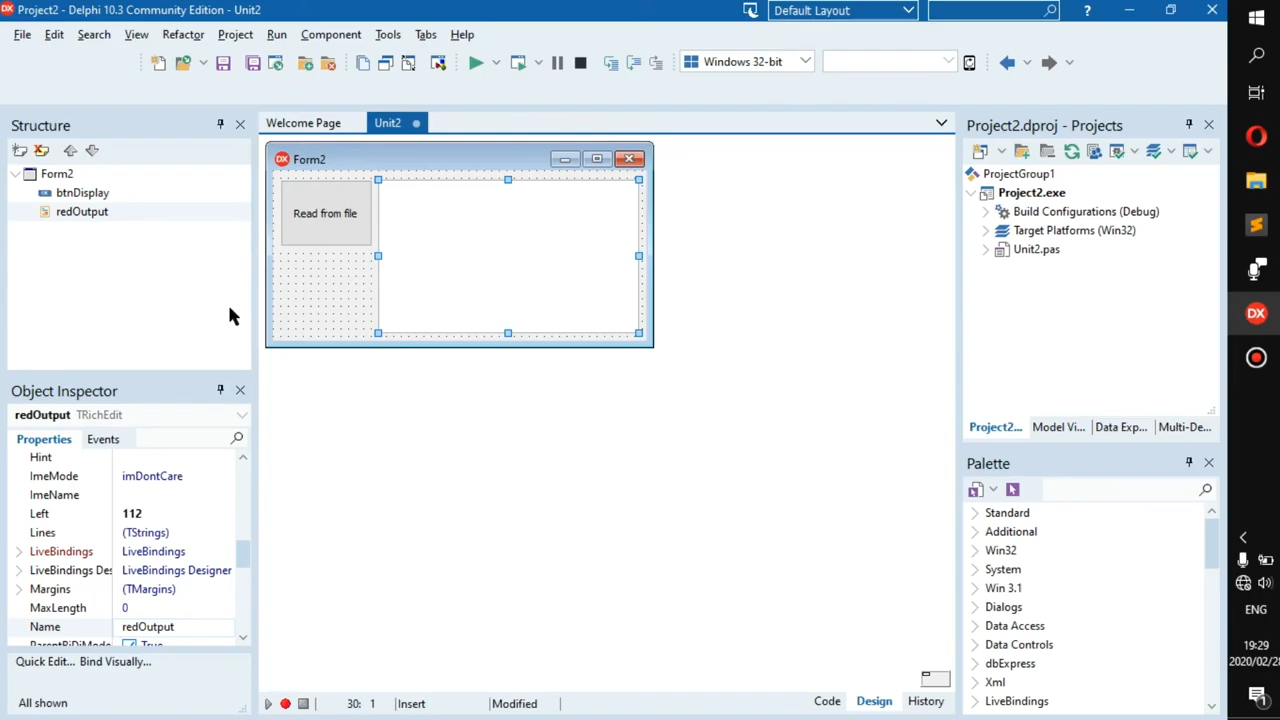 Project2 - Delphi 10.3 Community Edition - Unit2
Default Layout
?
File Edit Search View Refactor Project Run Component Tools Tabs Help
Windows 32-bit
Structure
Form2
btnDisplay
redOutput
Welcome Page
Unit2
Form2
Read from file
Project2.dproj - Projects
ProjectGroup1
Project2.exe
Build Configurations (Debug)
Target Platforms (Win32)
Unit2.pas
Project2... Model Vi... Data Exp... Multi-De...
Object Inspector
redOutput TRichEdit
Properties Events
Hint
ImeMode imDontCare
ImeName
Left 112
Lines (TStrings)
LiveBindings LiveBindings
LiveBindings Des LiveBindings Designer
Margins (TMargins)
MaxLength 0
Name redOutput
ParentBiDiMode True
Quick Edit... Bind Visually...
All shown
Palette
Standard
Additional
Win32
System
Win 3.1
Dialogs
Data Access
Data Controls
dbExpress
Xml
LiveBindings
30: 1 Insert Modified
Code Design History
DX
ENG
19:29
2020/02/28
1